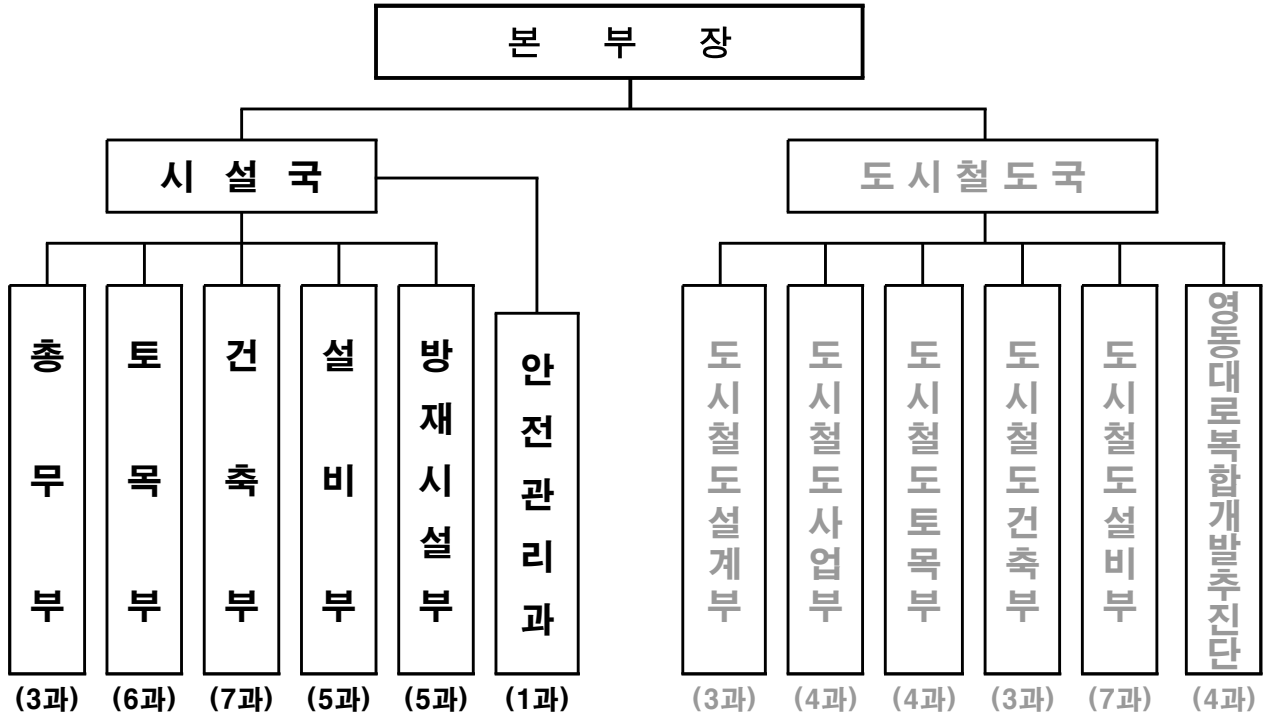 본 부 장
시 설 국
도 시 철 도 국
총무부
토목부
건축부
설비부
방재시설부
안전관리과
도시철도설계부
도시철도사업부
도시철도토목부
도시철도건축부
도시철도설비부
영동대로복합개발추진단
(3과) (6과) (7과) (5과) (5과) (1과) (3과) (4과) (4과) (3과) (7과) (4과)